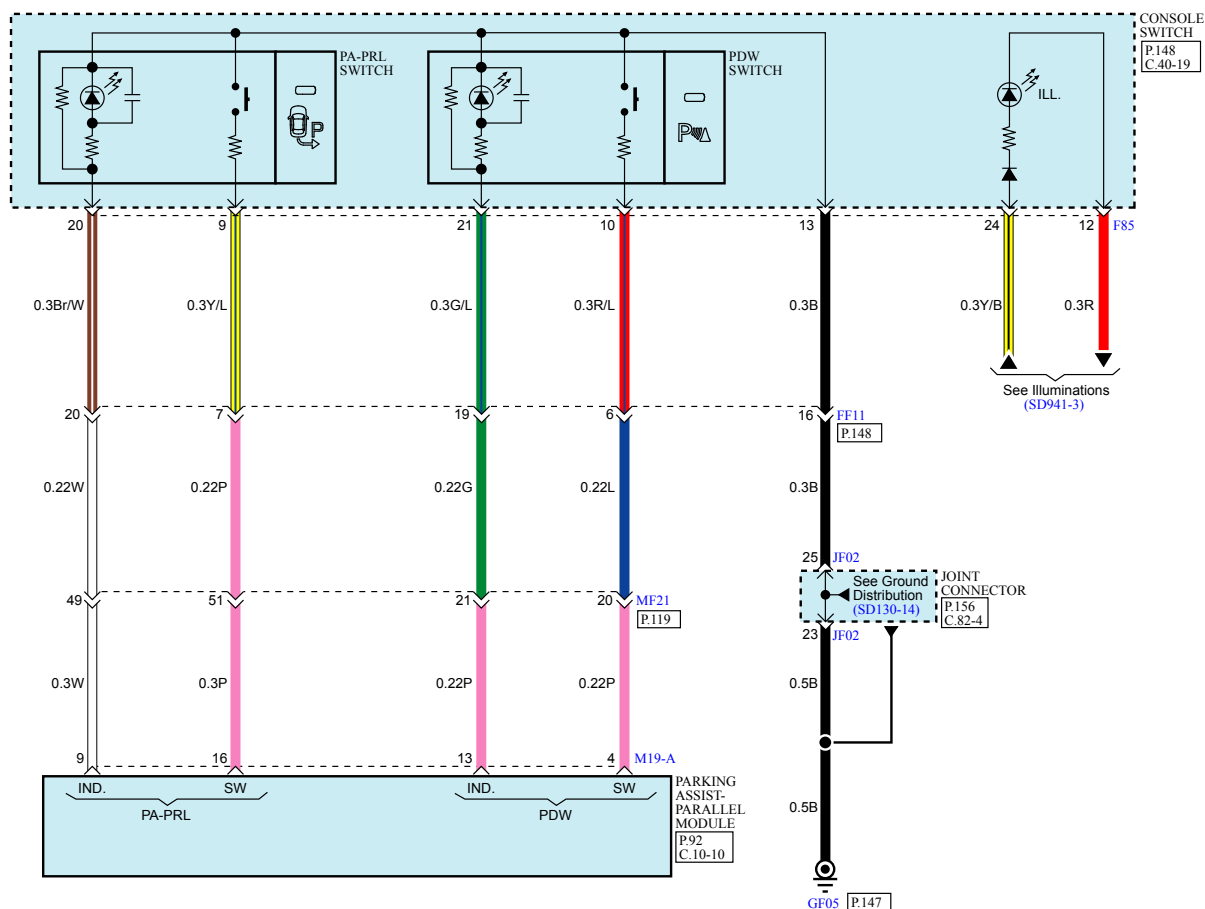 CONSOLE
SWITCH
P.148
C.40-19
PA-PRL
SWITCH
P
PDW
SWITCH
P
ILL.
20
9
21
10
13
24
12
F85
0.3Br/W
0.3Y/L
0.3G/L
0.3R/L
0.3B
0.3Y/B
0.3R
See Illuminations
(SD941-3)
20
7
19
6
16
FF11
P.148
0.22W
0.22P
0.22G
0.22L
0.3B
25
JF02
See Ground
Distribution
(SD130-14)
JOINT
CONNECTOR
P.156
C.82-4
49
51
21
20
MF21
P.119
23
JF02
0.3W
0.3P
0.22P
0.22P
0.5B
9
16
13
4
M19-A
IND.
SW
IND.
SW
PA-PRL
PDW
PARKING
ASSIST-
PARALLEL
MODULE
P.92
C.10-10
0.5B
GF05
P.147